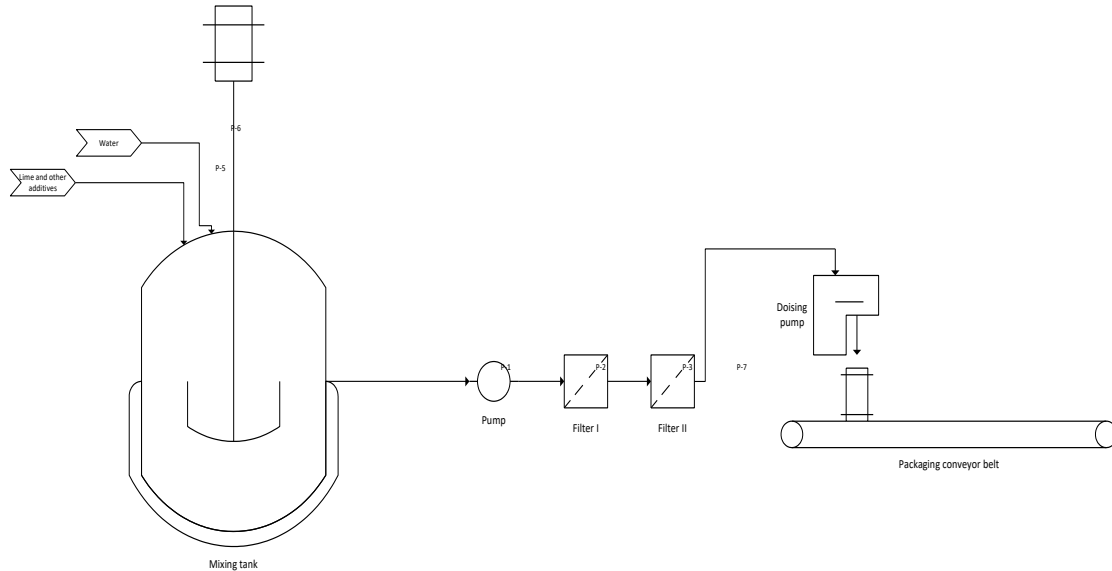 P-6
Water
P-5
Lime and other
additives
Doising
pump
P-1
P-2
P-3
P-7
Pump
Filter I
Filter II
Packaging conveyor belt
Mixing tank